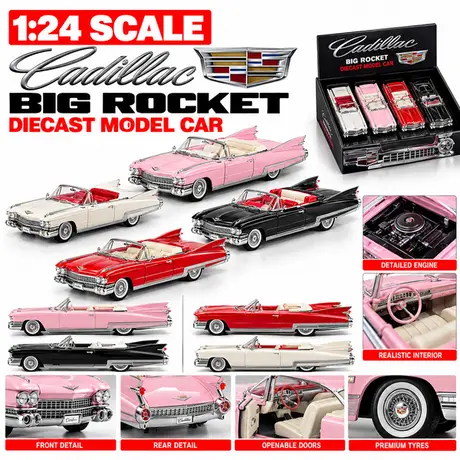 1:24 SCALE
Cadillac
BIG ROCKET
DIECAST MODEL CAR
Cadillac
BIG ROCKET
DIECAST MODEL CAR
DETAILED ENGINE
REALISTIC INTERIOR
Cadillac
FRONT DETAIL
REAR DETAIL
OPENABLE DOORS
PREMIUM TYRES